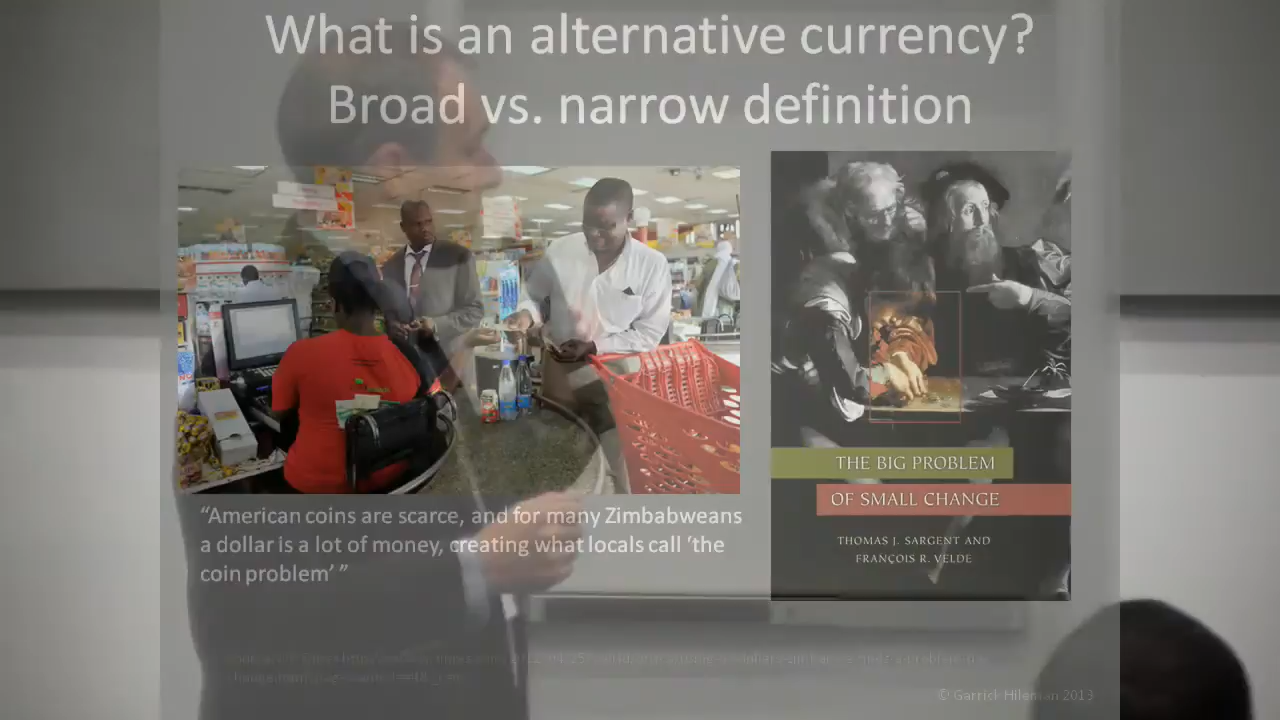 What is an alternative currency?
Broad vs. narrow definition
THE BIG PROBLEM
OF SMALL CHANGE
THOMAS J. SARGENT AND
FRANÇOIS R. VELDE
“American coins are scarce, and for many Zimbabweans
a dollar is a lot of money, creating what locals call ‘the
coin problem’ ”
© Garrick Hileman 2013